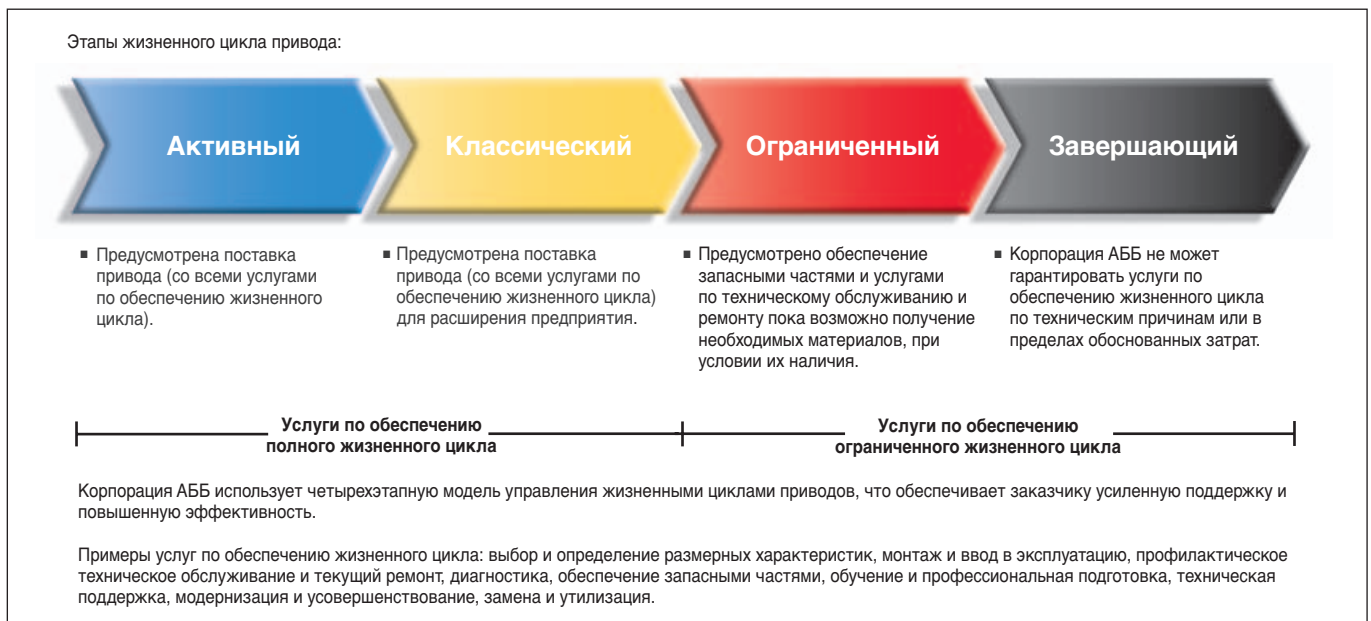 Этапы жизненного цикла привода:
Активный
Классический
Ограниченный
Завершающий
■ Предусмотрена поставка
привода (со всеми услугами
по обеспечению жизненного
цикла).
■ Предусмотрена поставка
привода (со всеми услугами по
обеспечению жизненного цикла)
для расширения предприятия.
■ Предусмотрено обеспечение
запасными частями и услугами
по техническому обслуживанию и
ремонту пока возможно получение
необходимых материалов, при
условии их наличия.
■ Корпорация АББ не может
гарантировать услуги по
обеспечению жизненного цикла
по техническим причинам или в
пределах обоснованных затрат.
Услуги по обеспечению
полного жизненного цикла
Услуги по обеспечению
ограниченного жизненного цикла
Корпорация АББ использует четырехэтапную модель управления жизненными циклами приводов, что обеспечивает заказчику усиленную поддержку и
повышенную эффективность.
Примеры услуг по обеспечению жизненного цикла: выбор и определение размерных характеристик, монтаж и ввод в эксплуатацию, профилактическое
техническое обслуживание и текущий ремонт, диагностика, обеспечение запасными частями, обучение и профессиональная подготовка, техническая
поддержка, модернизация и усовершенствование, замена и утилизация.